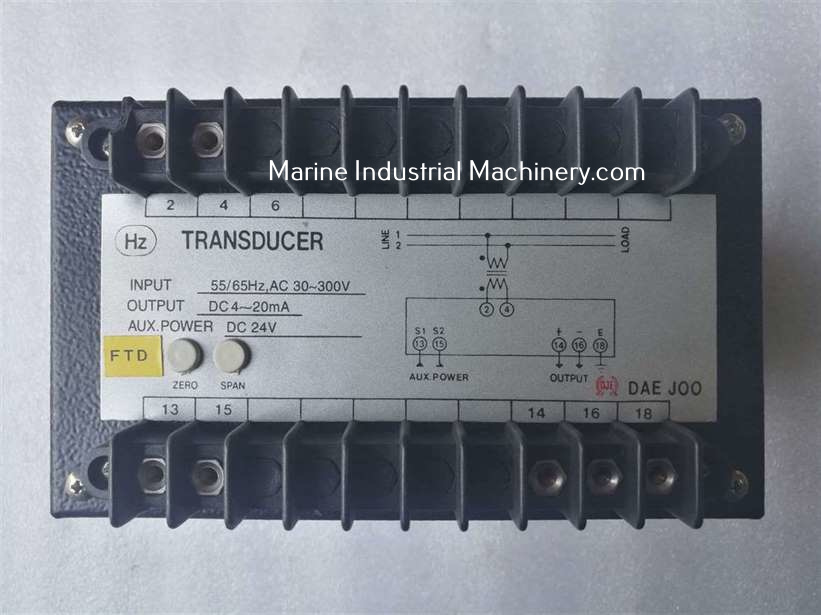 Marine Industrial Machinery.com
2 4 6
Hz TRANSDUCER
LINE 1
2
LOAD
INPUT 55/65Hz,AC 30~300V
OUTPUT DC 4~20mA
AUX.POWER DC 24V
2 4
S1 S2 + - E
13 15 14 16 18
AUX.POWER OUTPUT
FTD
ZERO SPAN
DJE DAE JOO
13 15 14 16 18